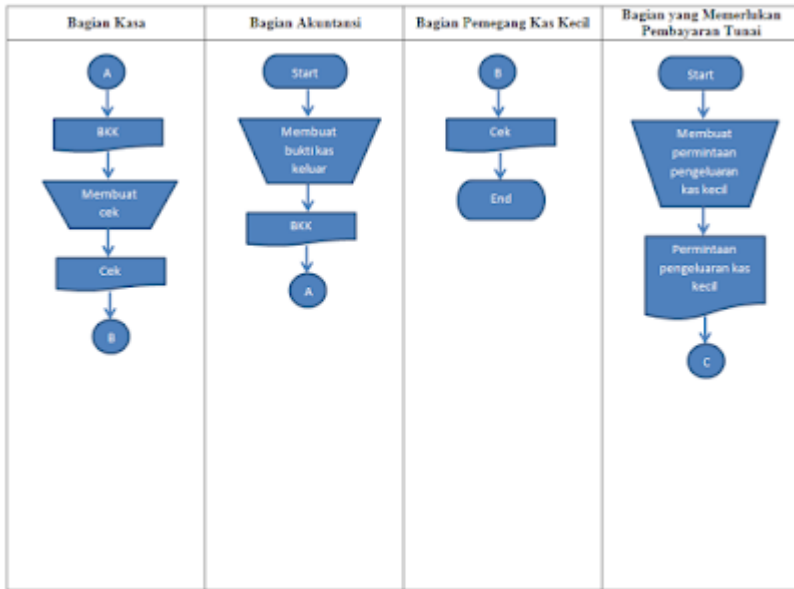 Bagian Kasa
A
BKK
Membuat
cek
Cek
B
Bagian Akuntansi
Start
Membuat
bukti kas
keluar
BKK
A
Bagian Pemegang Kas Kecil
B
Cek
End
Bagian yang Memerlukan
Pembayaran Tunai
Start
Membuat
permintaan
pengeluaran
kas kecil
Permintaan
pengeluaran kas
kecil
C